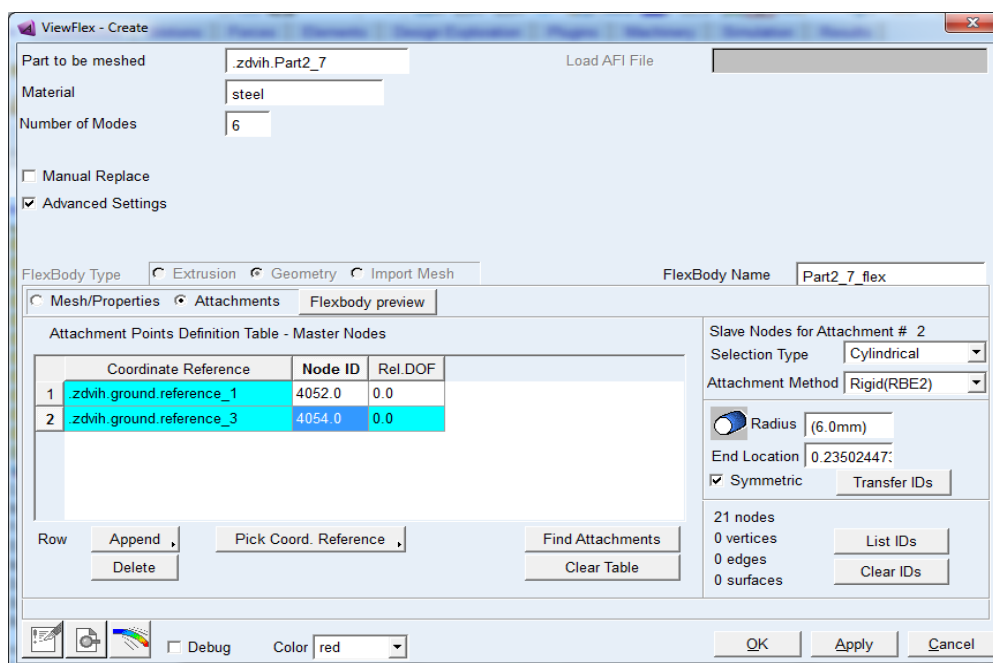 ViewFlex - Create
Part to be meshed .zdvih.Part2_7 Load AFI File
Material steel
Number of Modes 6
Manual Replace
Advanced Settings
FlexBody Type Extrusion Geometry Import Mesh FlexBody Name Part2_7_flex
Mesh/Properties Attachments Flexbody preview
Attachment Points Definition Table - Master Nodes
Coordinate Reference Node ID Rel.DOF
1 .zdvih.ground.reference_1 4052.0 0.0
2 .zdvih.ground.reference_3 4054.0 0.0
Row Append Pick Coord. Reference Find Attachments
Delete Clear Table
Slave Nodes for Attachment # 2
Selection Type Cylindrical
Attachment Method Rigid(RBE2)
Radius (6.0mm)
End Location 0.235024473
Symmetric Transfer IDs
21 nodes
0 vertices List IDs
0 edges
0 surfaces Clear IDs
Debug Color red OK Apply Cancel